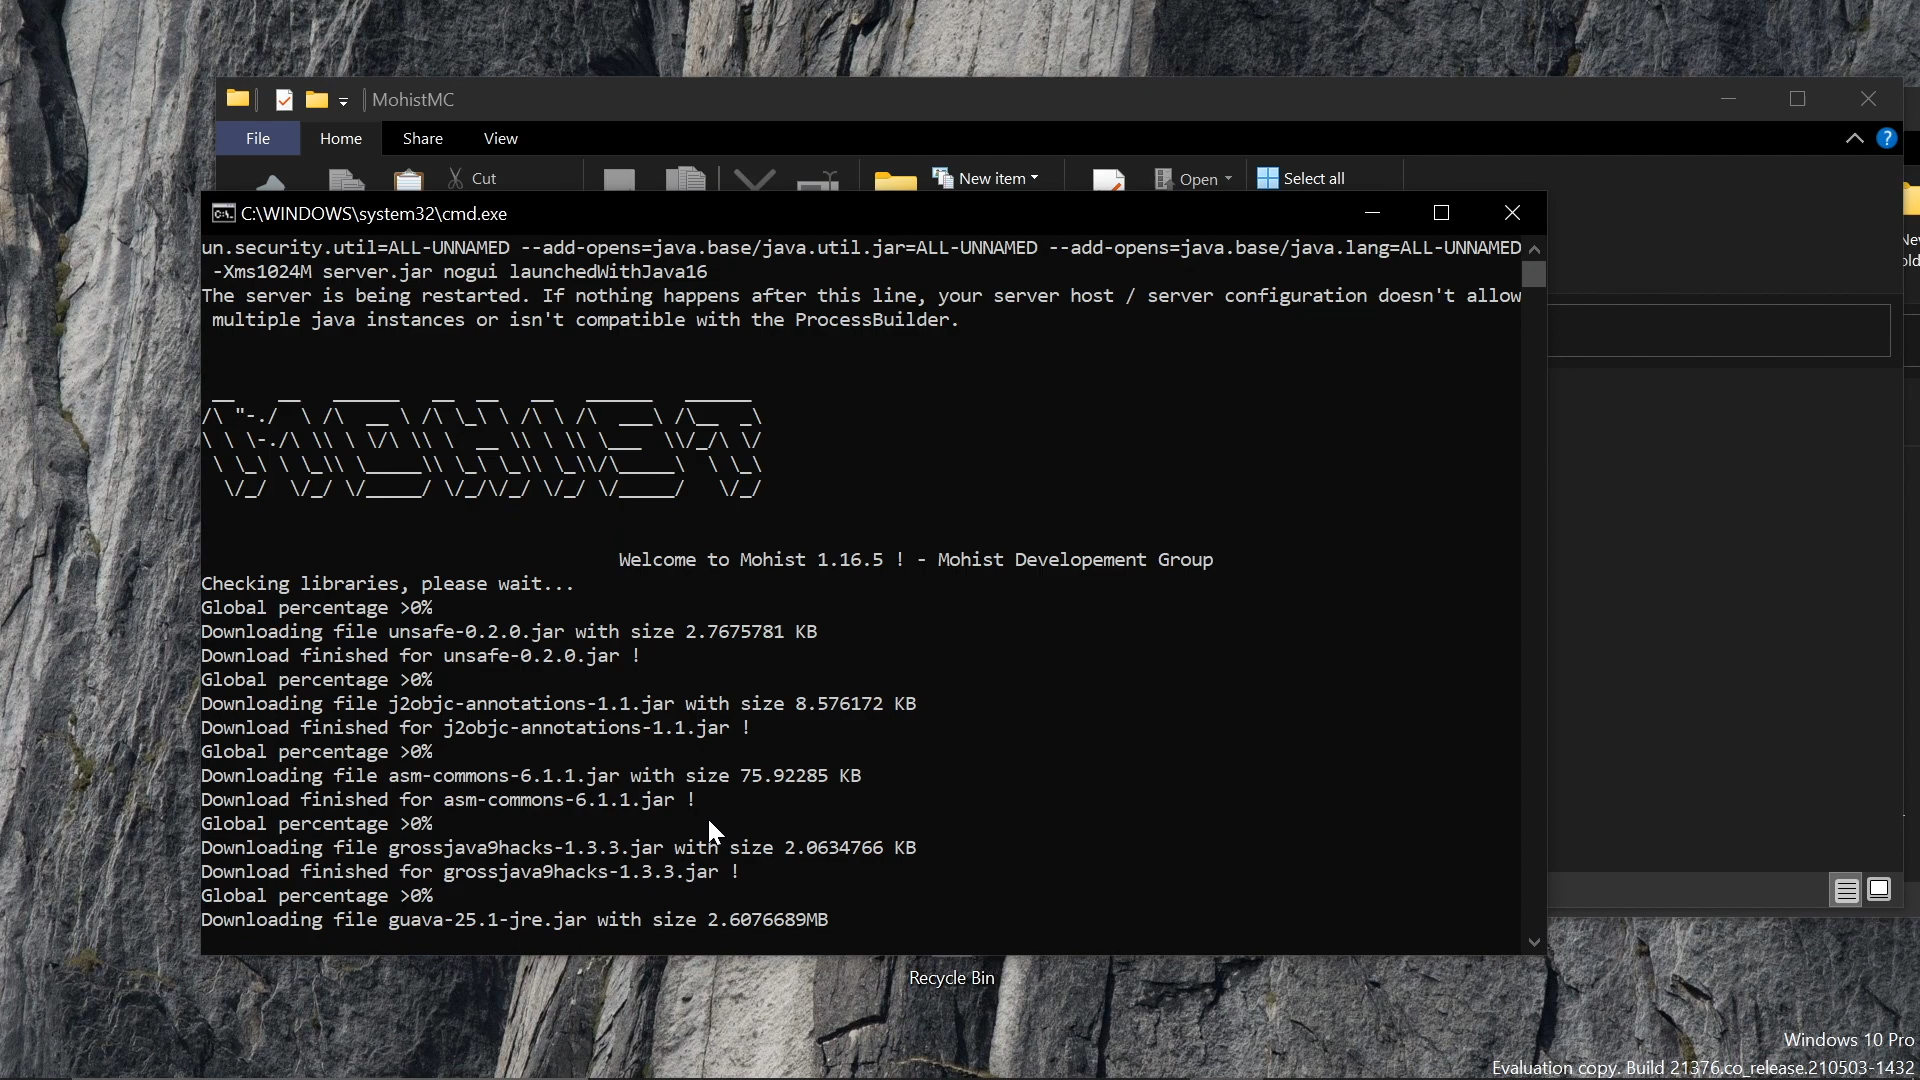 MohistMC
File Home Share View
Cut
New item
Open
Select all
C:\WINDOWS\system32\cmd.exe
un.security.util=ALL-UNNAMED --add-opens=java.base/java.util.jar=ALL-UNNAMED --add-opens=java.base/java.lang=ALL-UNNAMED
-Xms1024M server.jar nogui launchedWithJava16
The server is being restarted. If nothing happens after this line, your server host / server configuration doesn't allow
multiple java instances or isn't compatible with the ProcessBuilder.
MOHIST
Welcome to Mohist 1.16.5 ! - Mohist Developement Group
Checking libraries, please wait...
Global percentage >0%
Downloading file unsafe-0.2.0.jar with size 2.7675781 KB
Download finished for unsafe-0.2.0.jar !
Global percentage >0%
Downloading file j2objc-annotations-1.1.jar with size 8.576172 KB
Download finished for j2objc-annotations-1.1.jar !
Global percentage >0%
Downloading file asm-commons-6.1.1.jar with size 75.92285 KB
Download finished for asm-commons-6.1.1.jar !
Global percentage >0%
Downloading file grossjava9hacks-1.3.3.jar with size 2.0634766 KB
Download finished for grossjava9hacks-1.3.3.jar !
Global percentage >0%
Downloading file guava-25.1-jre.jar with size 2.6076689MB
Recycle Bin
Windows 10 Pro
Evaluation copy. Build 21376.co_release.210503-1432